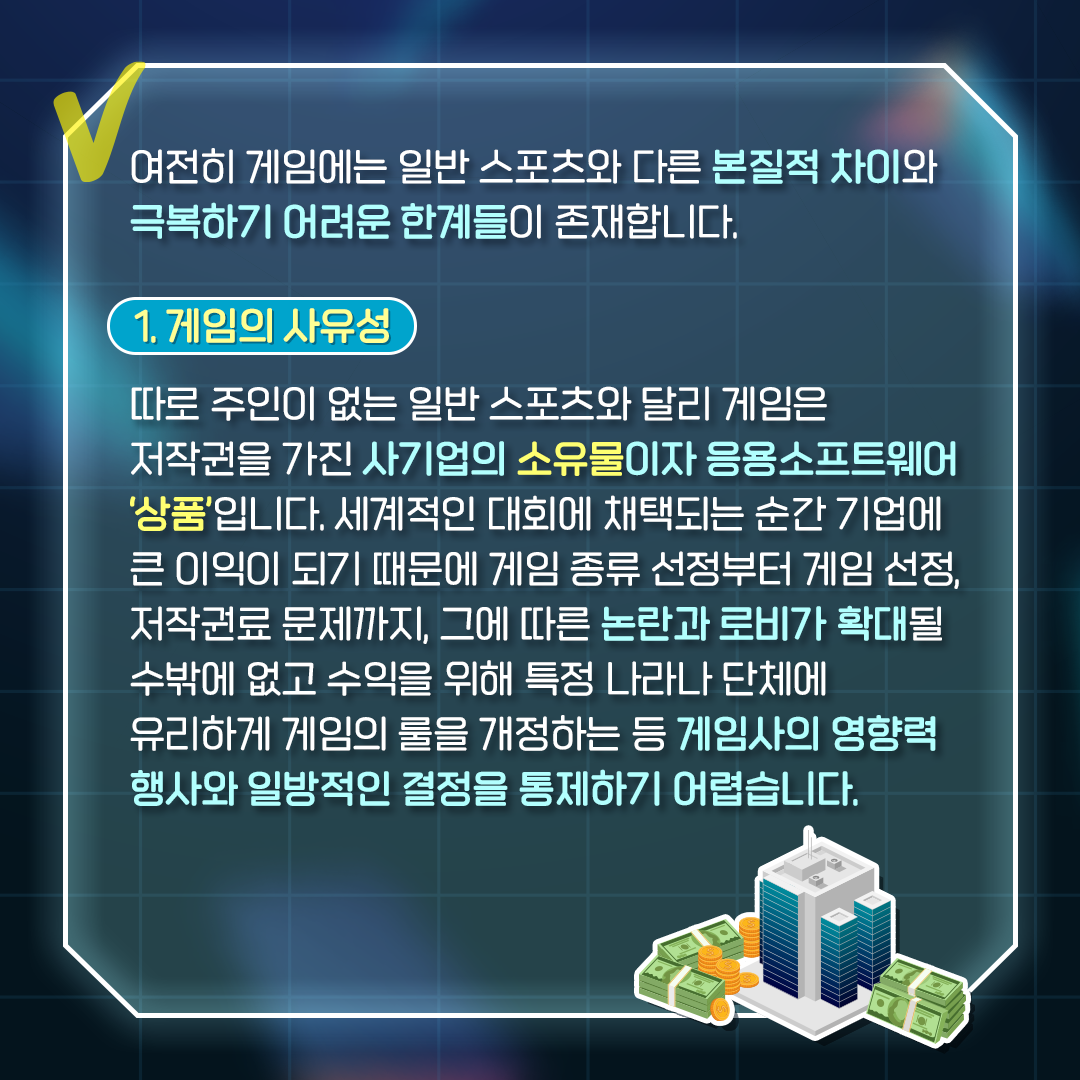 여전히 게임에는 일반 스포츠와 다른 본질적 차이와
극복하기 어려운 한계들이 존재합니다.
1. 게임의 사유성
따로 주인이 없는 일반 스포츠와 달리 게임은
저작권을 가진 사기업의 소유물이자 응용소프트웨어
'상품'입니다. 세계적인 대회에 채택되는 순간 기업에
큰 이익이 되기 때문에 게임 종류 선정부터 게임 선정,
저작권료 문제까지, 그에 따른 논란과 로비가 확대될
수밖에 없고 수익을 위해 특정 나라나 단체에
유리하게 게임의 룰을 개정하는 등 게임사의 영향력
행사와 일방적인 결정을 통제하기 어렵습니다.